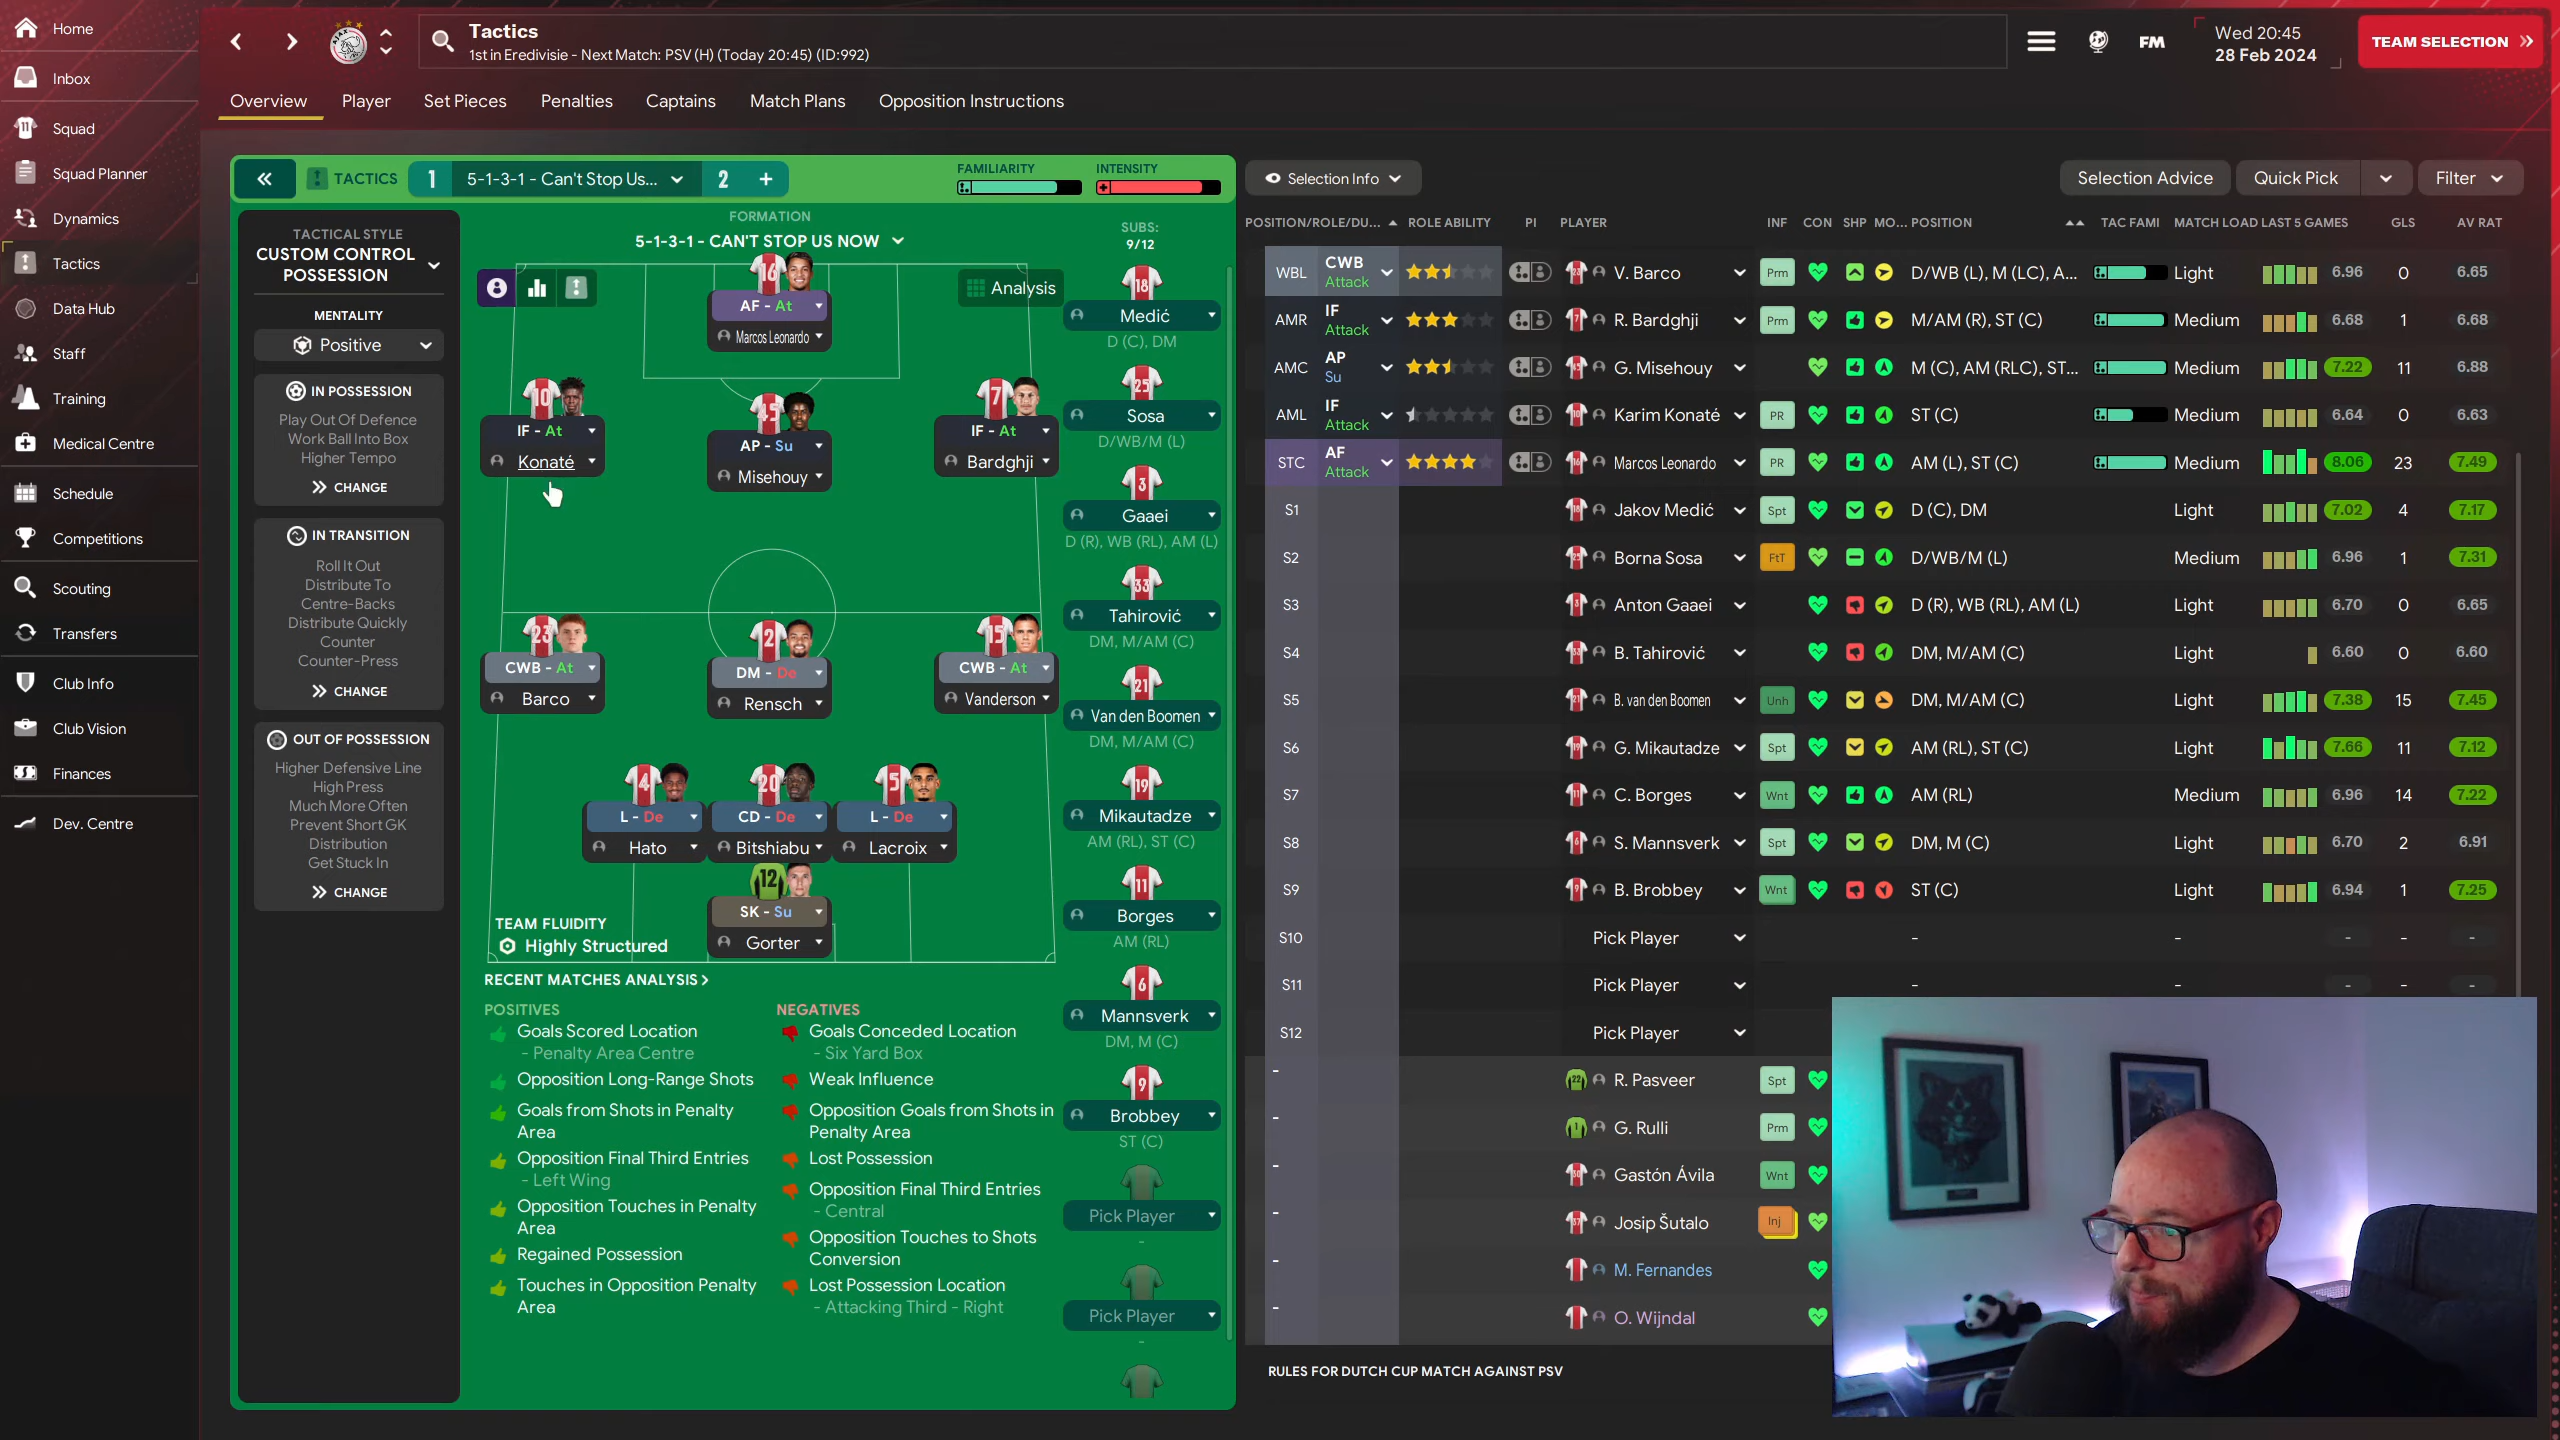 Home
Inbox
Squad
Squad Planner
Dynamics
Tactics
Data Hub
Staff
Training
Medical Centre
Schedule
Competitions
Scouting
Transfers
Club Info
Club Vision
Finances
Dev. Centre
Tactics
1st in Eredivisie - Next Match: PSV (H) (Today 20:45) (ID:992)
FM
Wed 20:45
28 Feb 2024
TEAM SELECTION
Overview Player Set Pieces Penalties Captains Match Plans Opposition Instructions
TACTICS 1 5-1-3-1 - Can't Stop Us... 2 +
FAMILIARITY INTENSITY
TACTICAL STYLE
CUSTOM CONTROL
POSSESSION
MENTALITY
Positive
IN POSSESSION
Play Out Of Defence
Work Ball Into Box
Higher Tempo
CHANGE
IN TRANSITION
Roll It Out
Distribute To
Centre-Backs
Distribute Quickly
Counter
Counter-Press
CHANGE
OUT OF POSSESSION
Higher Defensive Line
High Press
Much More Often
Prevent Short GK
Distribution
Get Stuck In
CHANGE
FORMATION
5-1-3-1 - CAN'T STOP US NOW
Analysis
16
AF - At
Marcos Leonardo
10
IF - At
Konaté
45
AP - Su
Misehouy
7
IF - At
Bardghji
23
CWB - At
Barco
2
DM - De
Rensch
15
CWB - At
Vanderson
4
L - De
Hato
20
CD - De
Bitshiabu
5
L - De
Lacroix
12
SK - Su
Gorter
TEAM FLUIDITY
Highly Structured
RECENT MATCHES ANALYSIS
POSITIVES
Goals Scored Location
- Penalty Area Centre
Opposition Long-Range Shots
Goals from Shots in Penalty
Area
Opposition Final Third Entries
- Left Wing
Opposition Touches in Penalty
Area
Regained Possession
Touches in Opposition Penalty
Area
NEGATIVES
Goals Conceded Location
- Six Yard Box
Weak Influence
Opposition Goals from Shots in
Penalty Area
Lost Possession
Opposition Final Third Entries
- Central
Opposition Touches to Shots
Conversion
Lost Possession Location
- Attacking Third - Right
SUBS:
9/12
18
Medić
D (C), DM
25
Sosa
D/WB/M (L)
3
Gaaei
D (R), WB (RL), AM (L)
33
Tahirović
DM, M/AM (C)
21
Van den Boomen
DM, M/AM (C)
19
Mikautadze
AM (RL), ST (C)
11
Borges
AM (RL)
6
Mannsverk
DM, M (C)
9
Brobbey
ST (C)
Pick Player
-
Pick Player
-
Selection Info Selection Advice Quick Pick Filter
POSITION/ROLE/DU... ROLE ABILITY PI PLAYER INF CON SHP MO... POSITION TAC FAMI MATCH LOAD LAST 5 GAMES GLS AV RAT
WBL CWB Attack V. Barco Prm D/WB (L), M (LC), A... Light 6.96 0 6.65
AMR IF Attack R. Bardghji Prm M/AM (R), ST (C) Medium 6.68 1 6.68
AMC AP Su G. Misehouy M (C), AM (RLC), ST... Medium 7.22 11 6.88
AML IF Attack Karim Konaté PR ST (C) Medium 6.64 0 6.63
STC AF Attack Marcos Leonardo PR AM (L), ST (C) Medium 8.06 23 7.49
S1 Jakov Medić Spt D (C), DM Light 7.02 4 7.17
S2 Borna Sosa FtT D/WB/M (L) Medium 6.96 1 7.31
S3 Anton Gaaei D (R), WB (RL), AM (L) Light 6.70 0 6.65
S4 B. Tahirović DM, M/AM (C) Light 6.60 0 6.60
S5 B. van den Boomen Unh DM, M/AM (C) Light 7.38 15 7.45
S6 G. Mikautadze Spt AM (RL), ST (C) Light 7.66 11 7.12
S7 C. Borges Wnt AM (RL) Medium 6.96 14 7.22
S8 S. Mannsverk Spt DM, M (C) Light 6.70 2 6.91
S9 B. Brobbey Wnt ST (C) Light 6.94 1 7.25
S10 Pick Player - - - - -
S11 Pick Player - - - - -
S12 Pick Player
- R. Pasveer Spt
- G. Rulli Prm
- Gastón Ávila Wnt
- Josip Šutalo Inj
- M. Fernandes
- O. Wijndal
RULES FOR DUTCH CUP MATCH AGAINST PSV